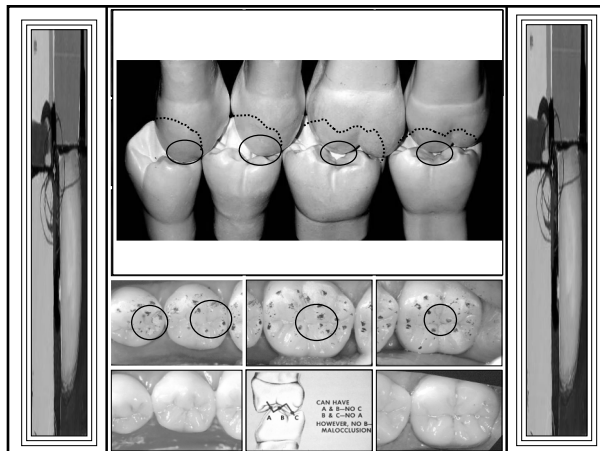 A B C
CAN HAVE
A & B—NO C
B & C—NO A
HOWEVER, NO B—
MALOCCLUSION